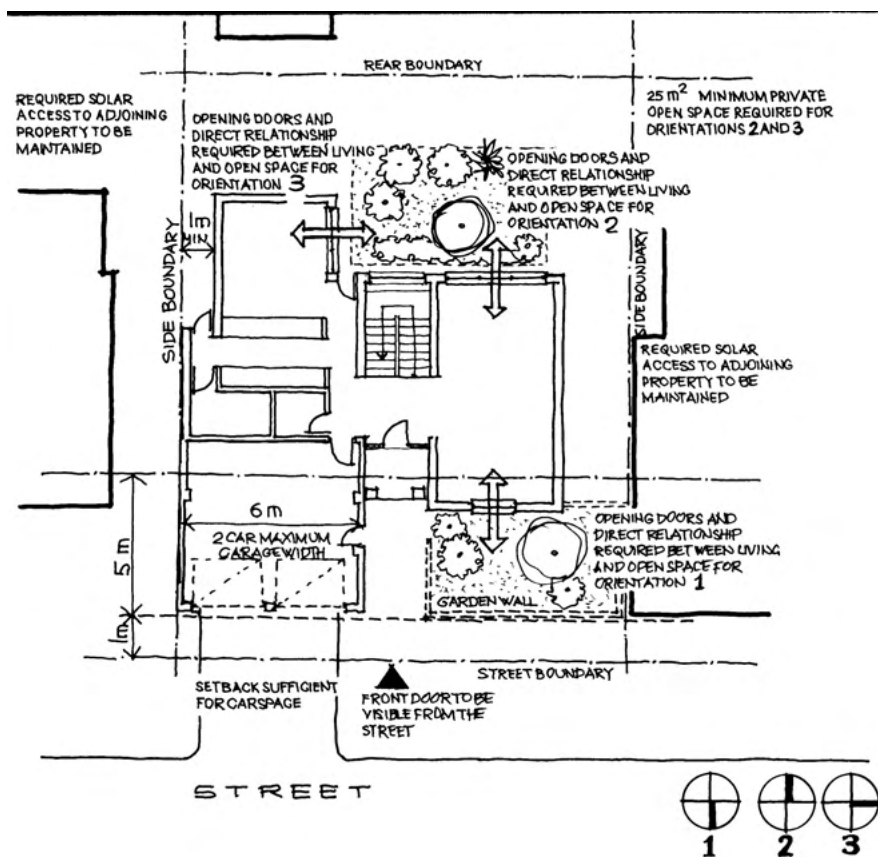 REAR BOUNDARY
REQUIRED SOLAR
ACCESS TO ADJOINING
PROPERTY TO BE
MAINTAINED
OPENING DOORS AND
DIRECT RELATIONSHIP
REQUIRED BETWEEN LIVING
AND OPEN SPACE FOR
ORIENTATION 3
25m² MINIMUM PRIVATE
OPEN SPACE REQUIRED FOR
ORIENTATIONS 2 AND 3
OPENING DOORS AND
DIRECT RELATIONSHIP
REQUIRED BETWEEN LIVING
AND OPEN SPACE FOR
ORIENTATION 2
1m
MIN
SIDE BOUNDARY
SIDE BOUNDARY
REQUIRED SOLAR
ACCESS TO ADJOINING
PROPERTY TO BE
MAINTAINED
6m
2 CAR MAXIMUM
GARAGE WIDTH
5m
1m
OPENING DOORS AND
DIRECT RELATIONSHIP
REQUIRED BETWEEN LIVING
AND OPEN SPACE FOR
ORIENTATION 1
GARDEN WALL
STREET BOUNDARY
SETBACK SUFFICIENT
FOR CARSPACE
FRONT DOOR TO BE
VISIBLE FROM THE
STREET
STREET
1 2 3